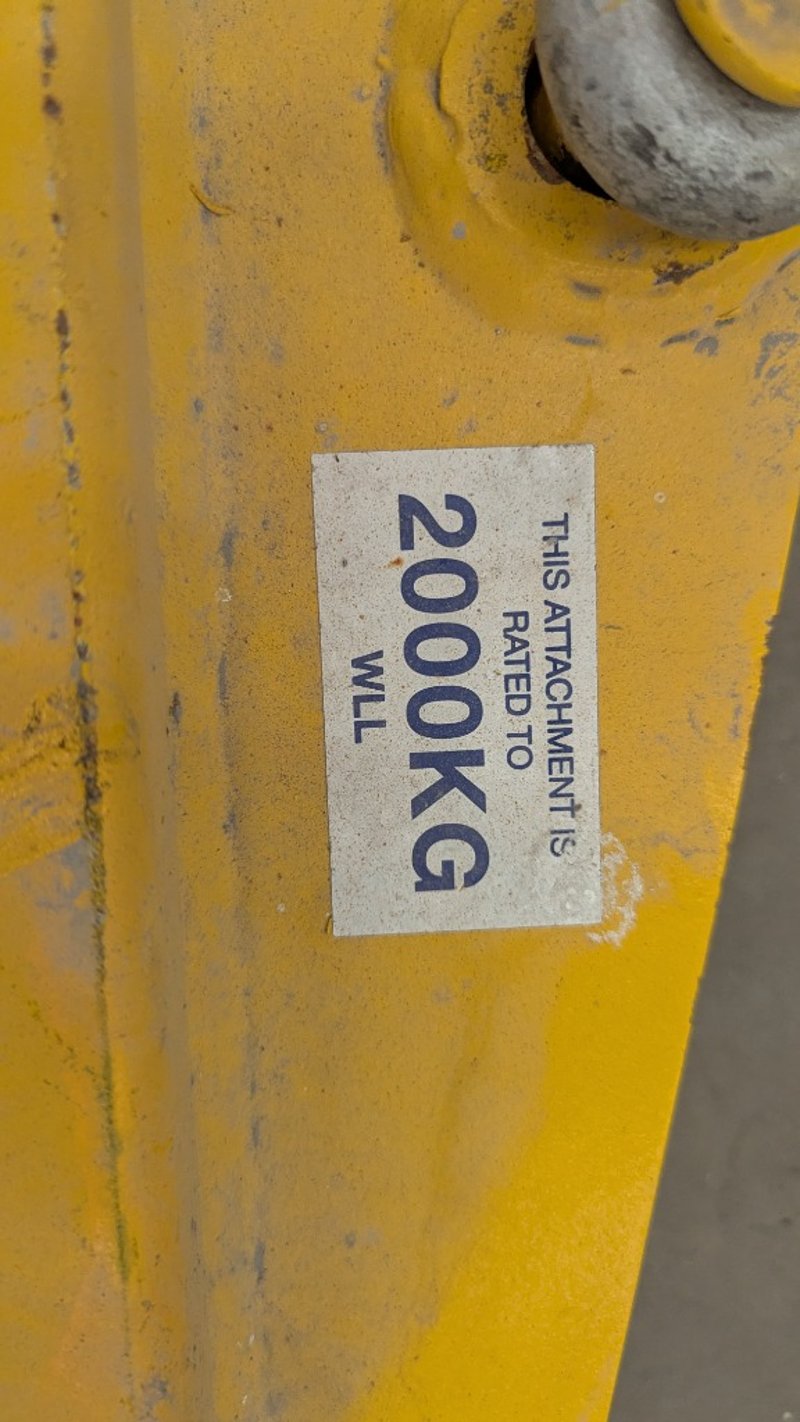 THIS ATTACHMENT IS
RATED TO
2000KG
WLL